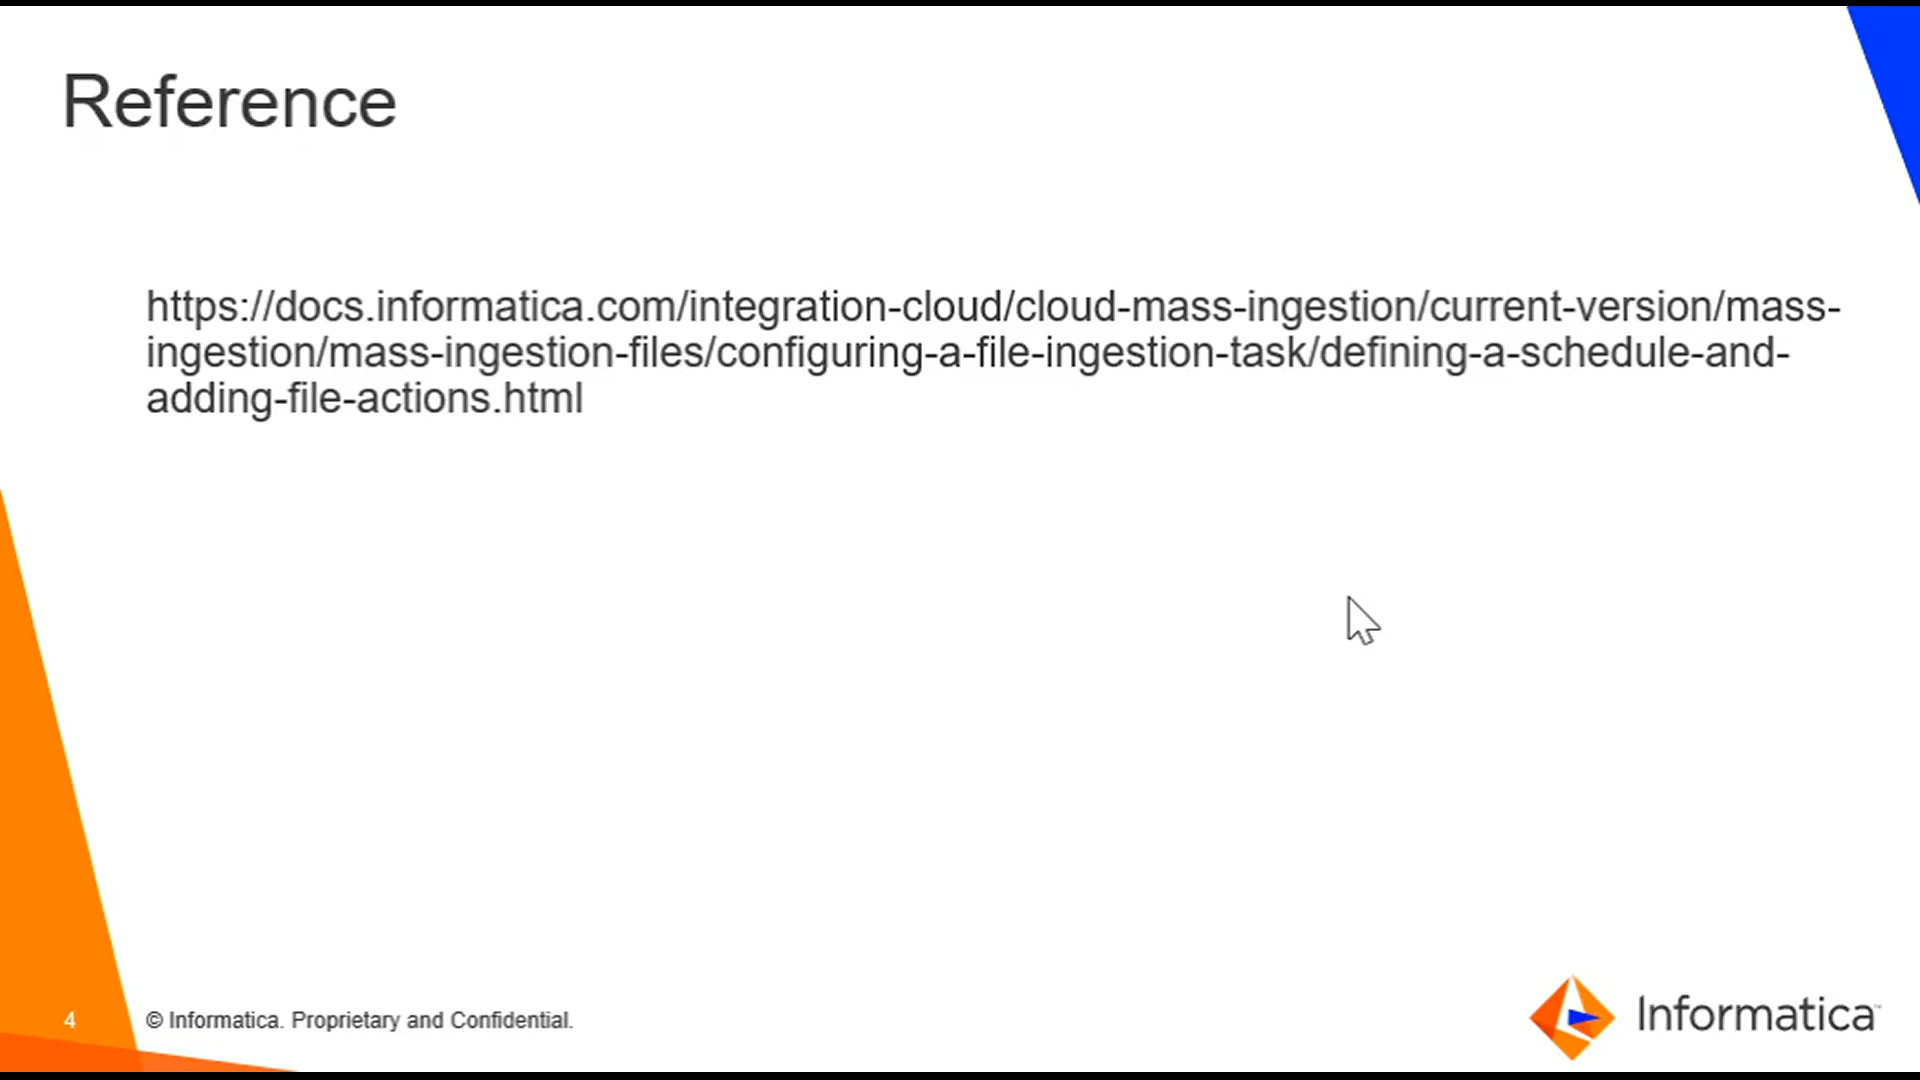 Reference
https://docs.informatica.com/integration-cloud/cloud-mass-ingestion/current-version/mass-
ingestion/mass-ingestion-files/configuring-a-file-ingestion-task/defining-a-schedule-and-
adding-file-actions.html
4
© Informatica. Proprietary and Confidential.
Informatica™